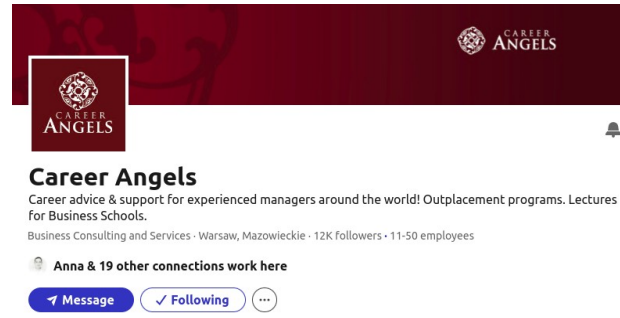 CAREER
ANGELS
CAREER
ANGELS
Career Angels
Career advice & support for experienced managers around the world! Outplacement programs. Lectures
for Business Schools.
Business Consulting and Services · Warsaw, Mazowieckie · 12K followers • 11-50 employees
Anna & 19 other connections work here
Message
Following